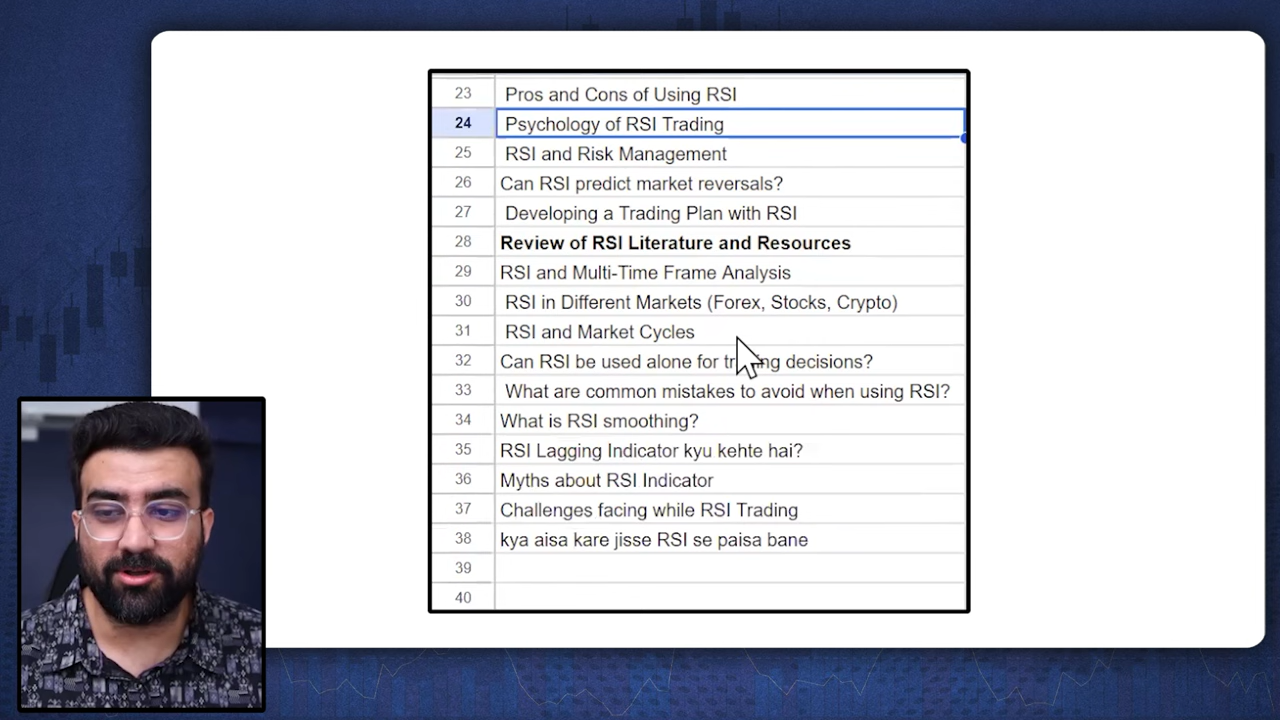 23 Pros and Cons of Using RSI
24 Psychology of RSI Trading
25 RSI and Risk Management
26 Can RSI predict market reversals?
27 Developing a Trading Plan with RSI
28 Review of RSI Literature and Resources
29 RSI and Multi-Time Frame Analysis
30 RSI in Different Markets (Forex, Stocks, Crypto)
31 RSI and Market Cycles
32 Can RSI be used alone for trading decisions?
33 What are common mistakes to avoid when using RSI?
34 What is RSI smoothing?
35 RSI Lagging Indicator kyu kehte hai?
36 Myths about RSI Indicator
37 Challenges facing while RSI Trading
38 kya aisa kare jisse RSI se paisa bane
39
40